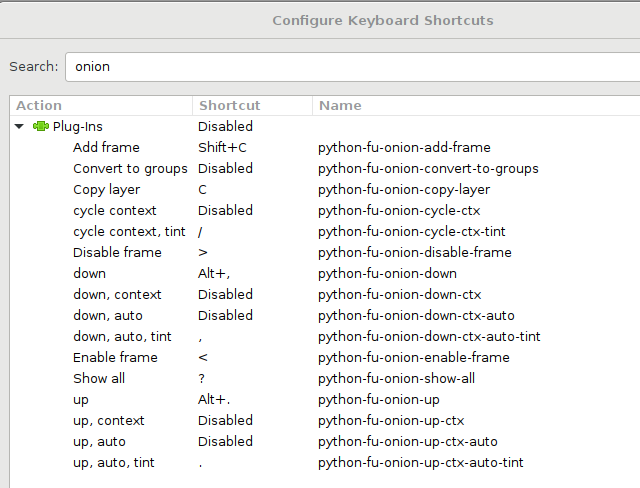 Configure Keyboard Shortcuts
Search: onion
Action Shortcut Name
Plug-Ins Disabled
Add frame Shift+C python-fu-onion-add-frame
Convert to groups Disabled python-fu-onion-convert-to-groups
Copy layer C python-fu-onion-copy-layer
cycle context Disabled python-fu-onion-cycle-ctx
cycle context, tint / python-fu-onion-cycle-ctx-tint
Disable frame > python-fu-onion-disable-frame
down Alt+, python-fu-onion-down
down, context Disabled python-fu-onion-down-ctx
down, auto Disabled python-fu-onion-down-ctx-auto
down, auto, tint , python-fu-onion-down-ctx-auto-tint
Enable frame < python-fu-onion-enable-frame
Show all ? python-fu-onion-show-all
up Alt+. python-fu-onion-up
up, context Disabled python-fu-onion-up-ctx
up, auto Disabled python-fu-onion-up-ctx-auto
up, auto, tint . python-fu-onion-up-ctx-auto-tint